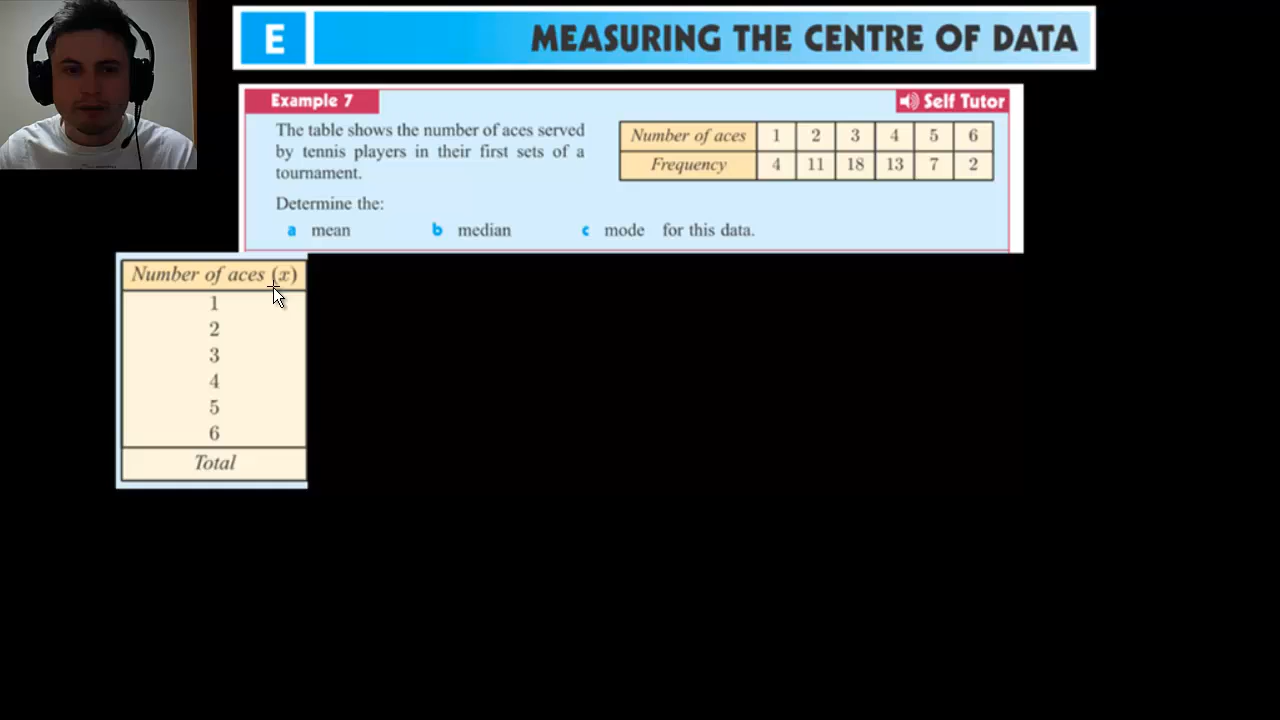 E
MEASURING THE CENTRE OF DATA
Example 7
Self Tutor
The table shows the number of aces served
by tennis players in their first sets of a
tournament.
Number of aces 1 2 3 4 5 6
Frequency 4 11 18 13 7 2
Determine the:
a mean b median c mode for this data.
Number of aces (x)
1
2
3
4
5
6
Total